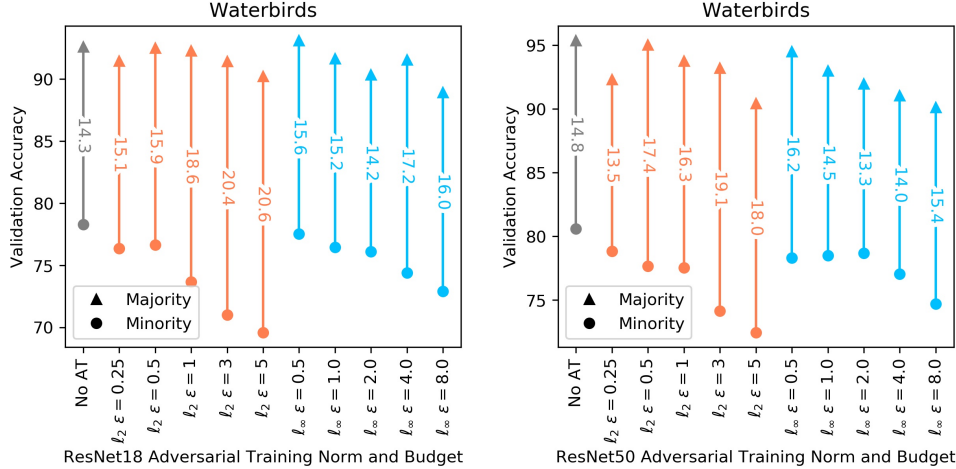 Waterbirds
Validation Accuracy
90
85
80
75
70
14.3
15.1
15.9
18.6
20.4
20.6
15.6
15.2
14.2
17.2
16.0
Majority
Minority
No AT
ℓ₂ ε = 0.25
ℓ₂ ε = 0.5
ℓ₂ ε = 1
ℓ₂ ε = 3
ℓ₂ ε = 5
ℓ∞ ε = 0.5
ℓ∞ ε = 1.0
ℓ∞ ε = 2.0
ℓ∞ ε = 4.0
ℓ∞ ε = 8.0
ResNet18 Adversarial Training Norm and Budget
Waterbirds
Validation Accuracy
95
90
85
80
75
14.8
13.5
17.4
16.3
19.1
18.0
16.2
14.5
13.3
14.0
15.4
Majority
Minority
No AT
ℓ₂ ε = 0.25
ℓ₂ ε = 0.5
ℓ₂ ε = 1
ℓ₂ ε = 3
ℓ₂ ε = 5
ℓ∞ ε = 0.5
ℓ∞ ε = 1.0
ℓ∞ ε = 2.0
ℓ∞ ε = 4.0
ℓ∞ ε = 8.0
ResNet50 Adversarial Training Norm and Budget